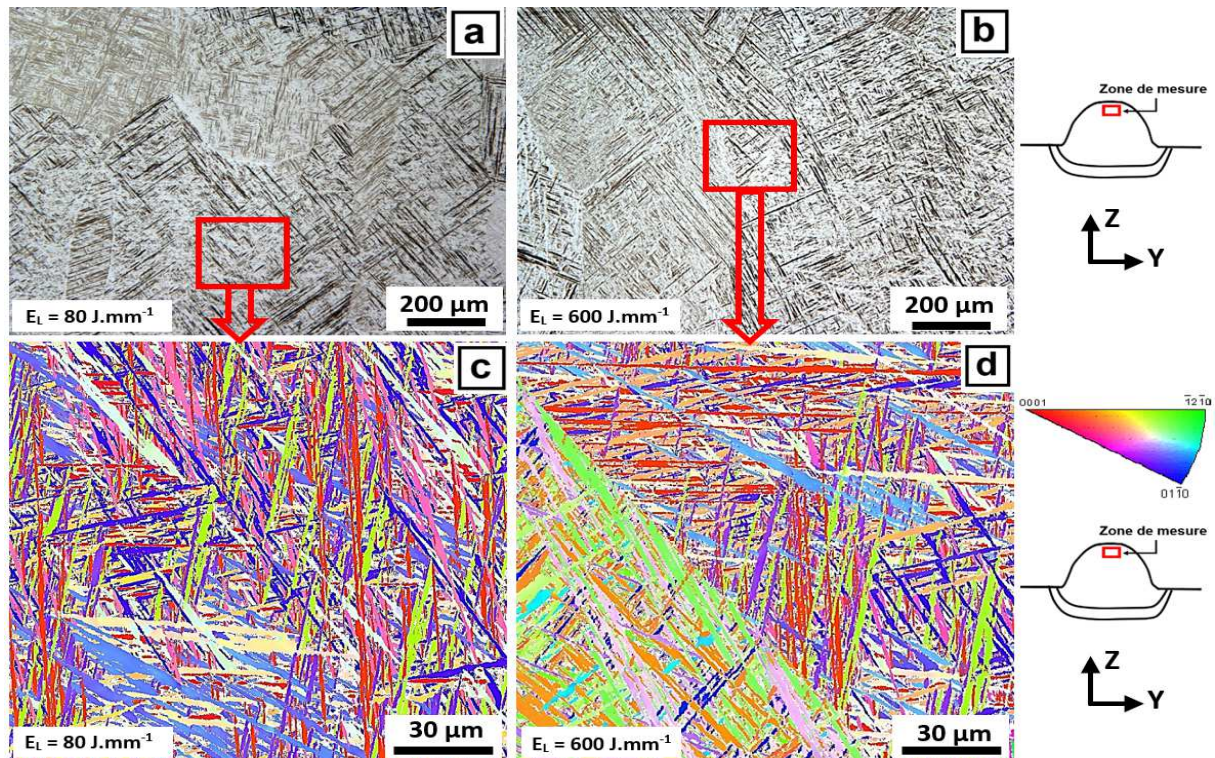 a
b
Zone de mesure
Z
Y
E_L = 80 J.mm⁻¹
200 µm
E_L = 600 J.mm⁻¹
200 µm
c
d
0001
1̄21̄0
011̄0
Zone de mesure
Z
Y
E_L = 80 J.mm⁻¹
30 µm
E_L = 600 J.mm⁻¹
30 µm